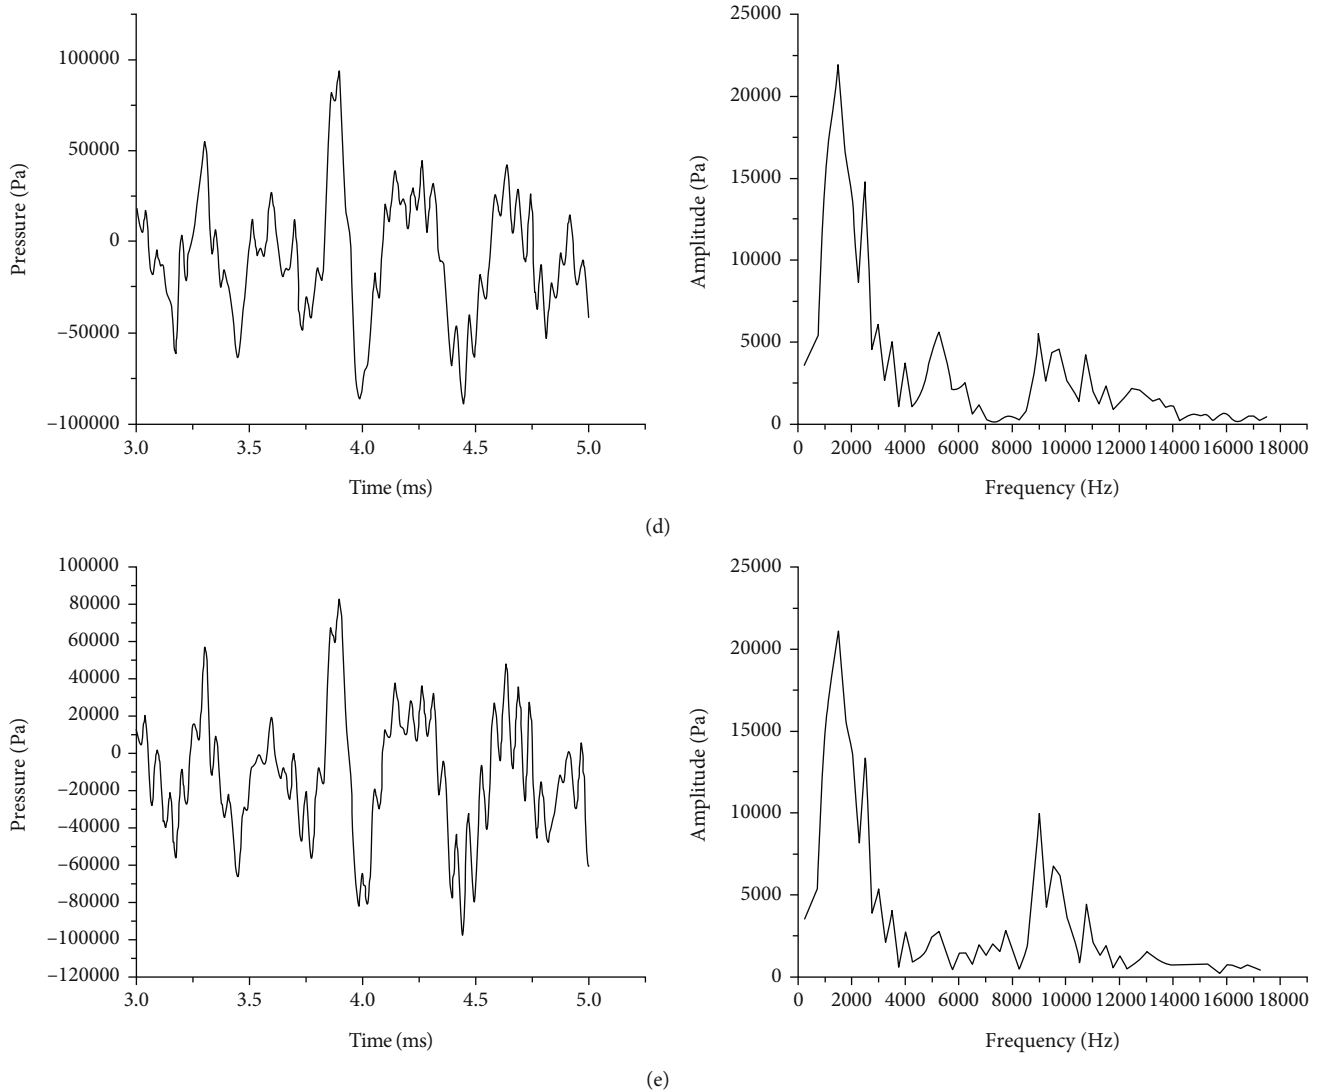 100000
50000
0
−50000
−100000
Pressure (Pa)
3.0 3.5 4.0 4.5 5.0
Time (ms)
25000
20000
15000
10000
5000
0
Amplitude (Pa)
0 2000 4000 6000 8000 10000 12000 14000 16000 18000
Frequency (Hz)
(d)
100000
80000
60000
40000
20000
0
−20000
−40000
−60000
−80000
−100000
−120000
Pressure (Pa)
3.0 3.5 4.0 4.5 5.0
Time (ms)
25000
20000
15000
10000
5000
0
Amplitude (Pa)
0 2000 4000 6000 8000 10000 12000 14000 16000 18000
Frequency (Hz)
(e)